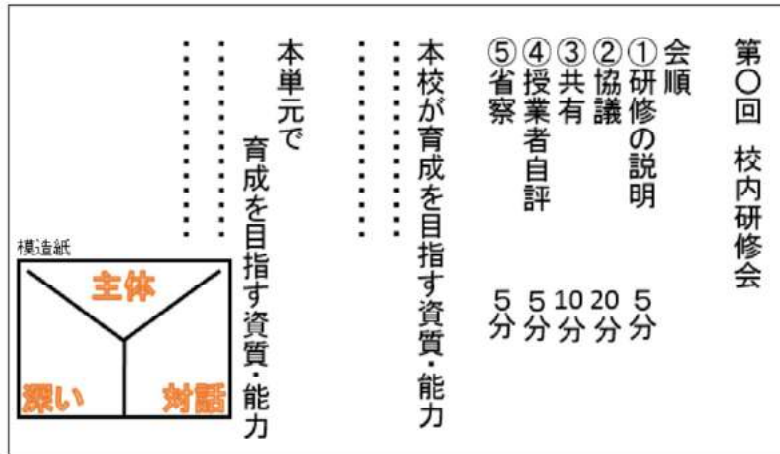 第〇回 校内研修会
会順
①研修の説明 5分
②協議 20分
③共有 10分
④授業者自評 5分
⑤省察 5分
本校が育成を目指す資質・能力
‥‥‥‥‥‥
‥‥‥‥‥‥
本単元で
育成を目指す資質・能力
‥‥‥‥‥‥
‥‥‥‥‥‥
模造紙
主体
深い
対話